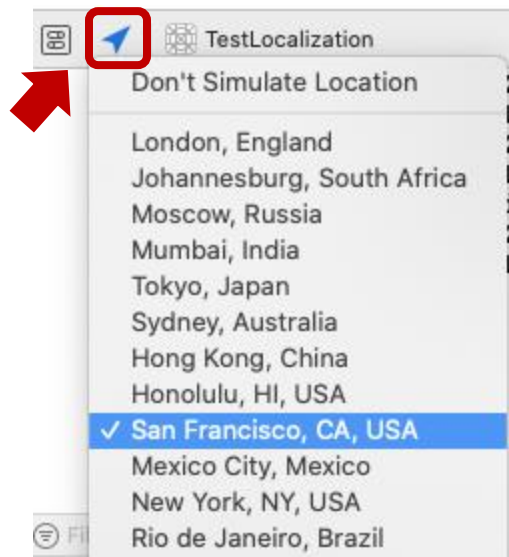 TestLocalization
Don't Simulate Location
London, England
Johannesburg, South Africa
Moscow, Russia
Mumbai, India
Tokyo, Japan
Sydney, Australia
Hong Kong, China
Honolulu, HI, USA
✓ San Francisco, CA, USA
Mexico City, Mexico
New York, NY, USA
Rio de Janeiro, Brazil